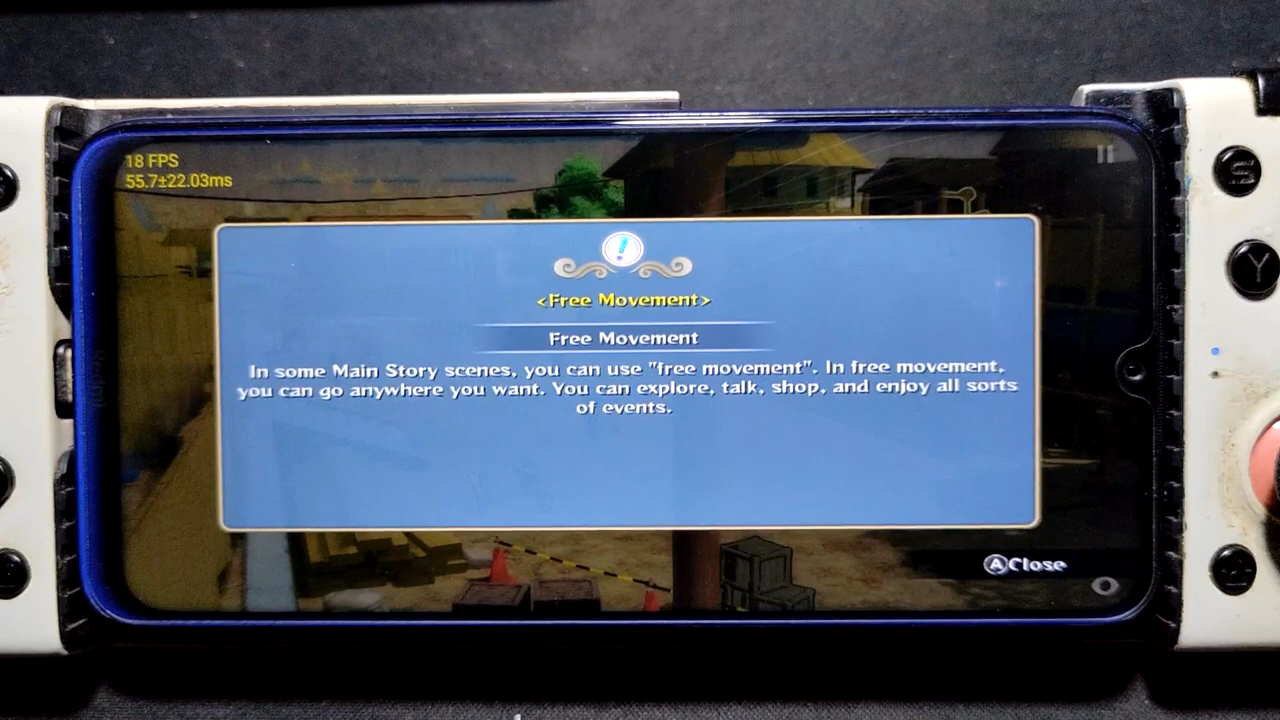 18 FPS
55.7±22.03ms
<Free Movement>
Free Movement
In some Main Story scenes, you can use "free movement". In free movement,
you can go anywhere you want. You can explore, talk, shop, and enjoy all sorts
of events.
A Close
S
Y